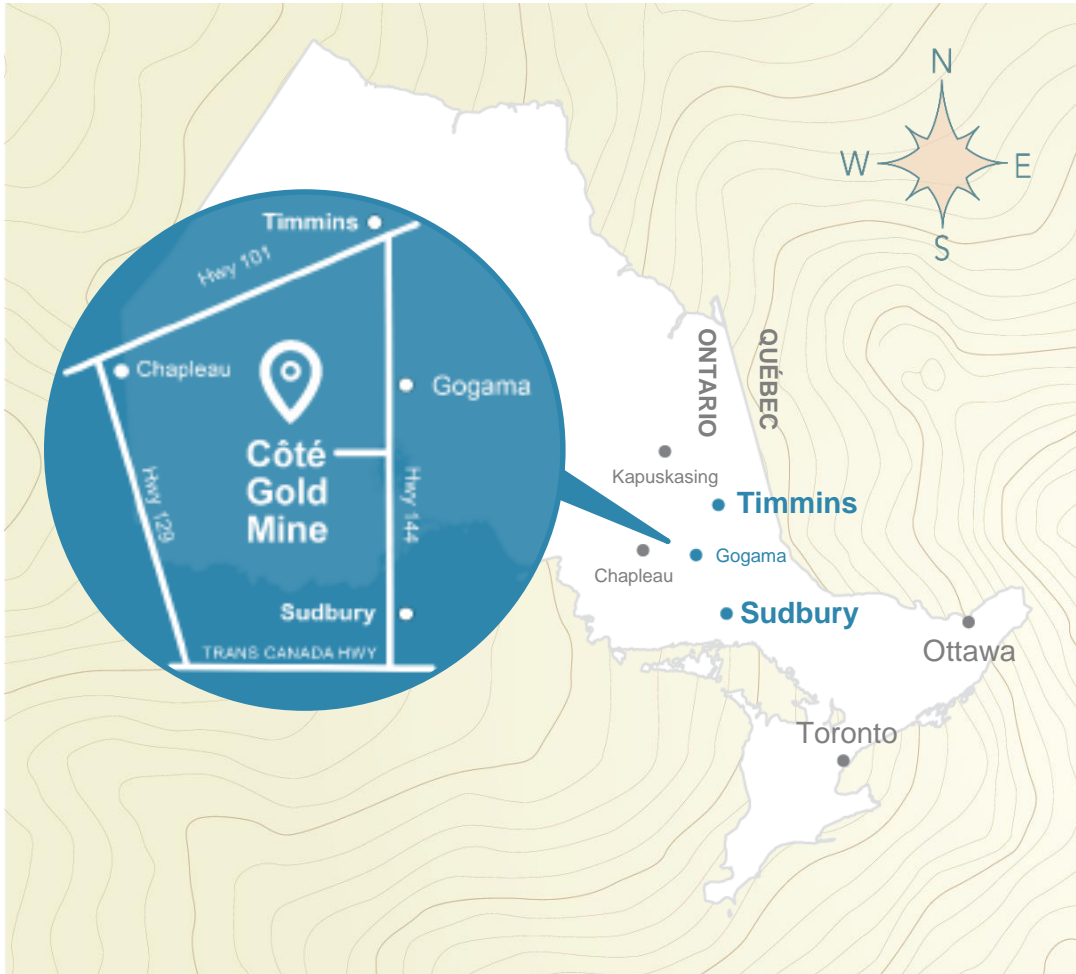 N
W
E
S
Timmins
Hwy 101
Chapleau
Gogama
Côté
Gold
Mine
Hwy 129
Hwy 144
Sudbury
TRANS CANADA HWY
ONTARIO
QUÉBEC
Kapuskasing
Timmins
Gogama
Chapleau
Sudbury
Ottawa
Toronto